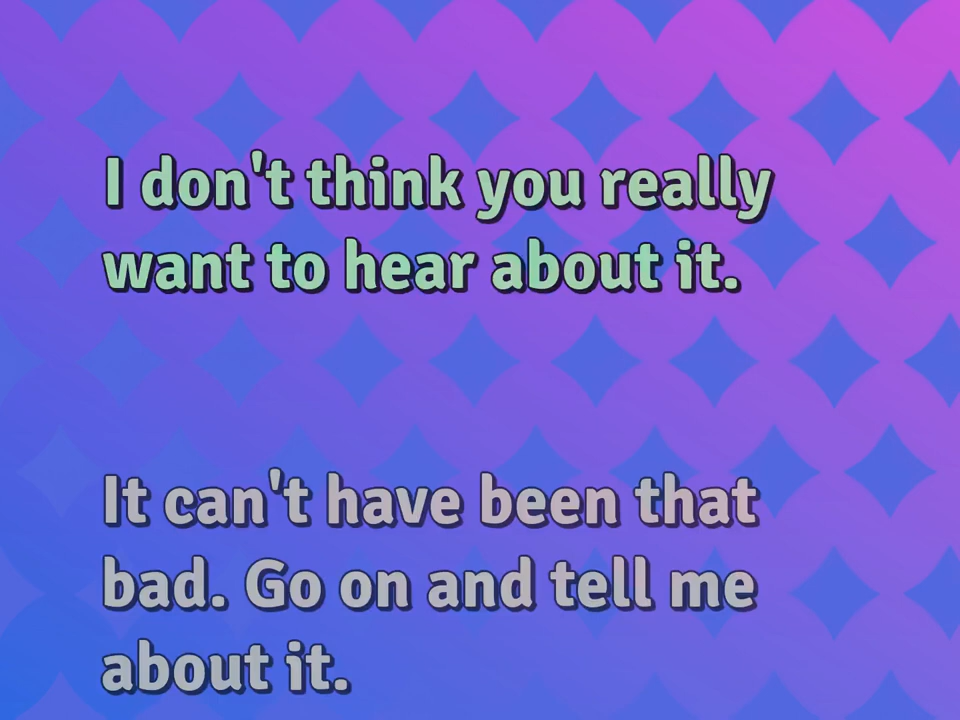 I don't think you really
want to hear about it.
It can't have been that
bad. Go on and tell me
about it.